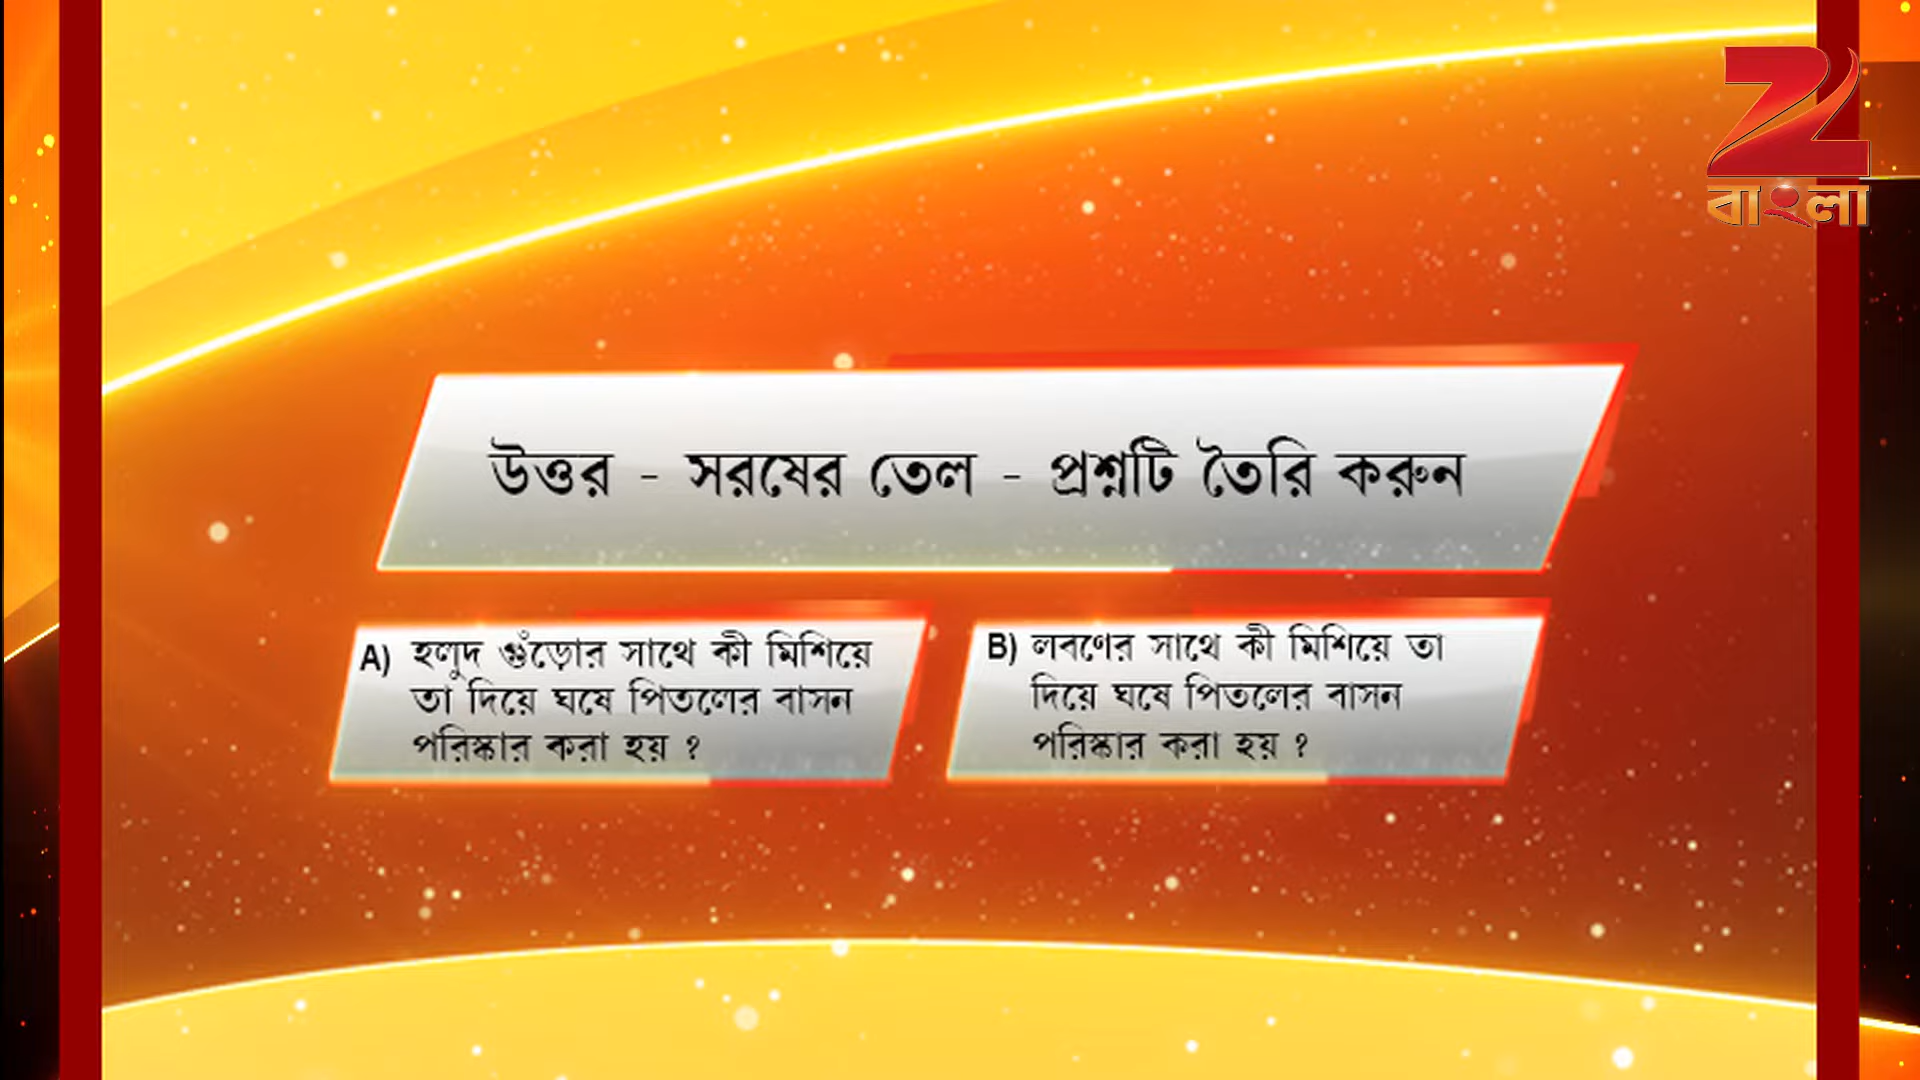 বাংলা
উত্তর - সরষের তেল - প্রশ্নটি তৈরি করুন
A) হলুদ গুঁড়োর সাথে কী মিশিয়ে
তা দিয়ে ঘষে পিতলের বাসন
পরিস্কার করা হয় ?
B) লবণের সাথে কী মিশিয়ে তা
দিয়ে ঘষে পিতলের বাসন
পরিস্কার করা হয় ?